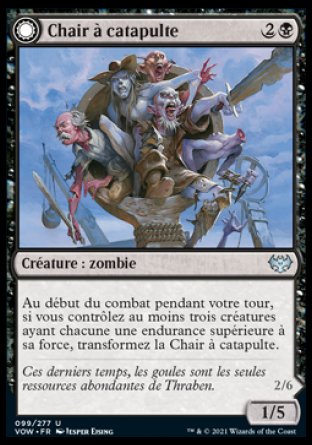 Chair à catapulte 2
Créature : zombie
Au début du combat pendant votre tour,
si vous contrôlez au moins trois créatures
ayant chacune une endurance supérieure à
sa force, transformez la Chair à catapulte.
Ces derniers temps, les goules sont les seules
ressources abondantes de Thraben.
2/6
1/5
099/277 U
VOW • FR Jesper Ejsing
™ & © 2021 Wizards of the Coast